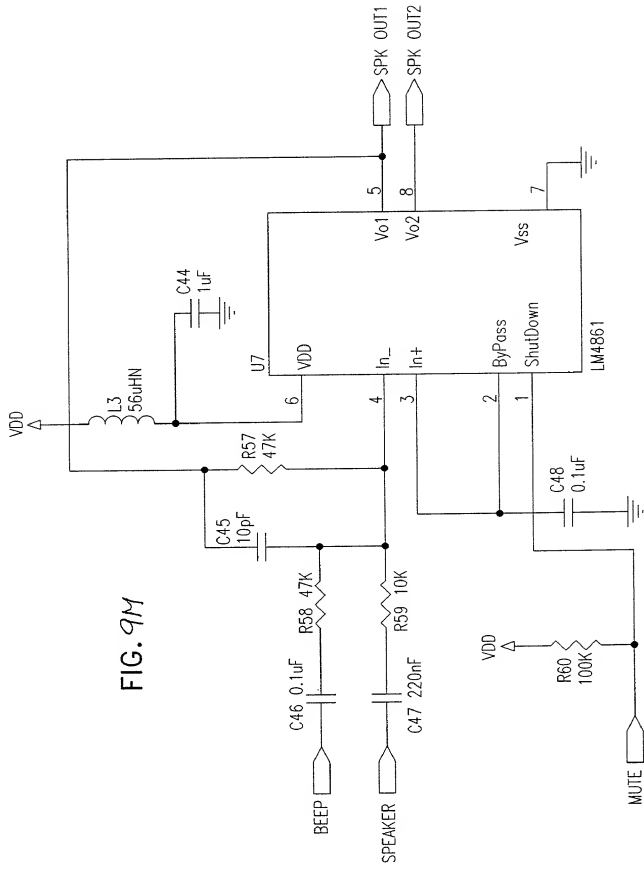 FIG. 9M
VDD
L3
56uHN
C44
1uF
C45
10pF
R57
47K
BEEP
C46 0.1uF
R58 47K
SPEAKER
C47 220nF
R59 10K
U7
6
VDD
4
In_
3
In+
2
ByPass
1
ShutDown
LM4861
Vo1
5
SPK OUT1
Vo2
8
SPK OUT2
Vss
7
C48
0.1uF
VDD
R60
100K
MUTE